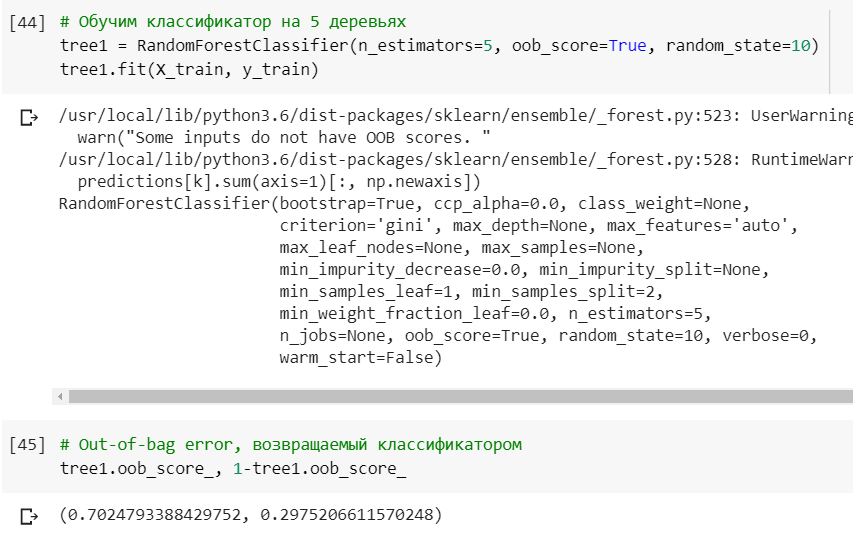 [44] # Обучим классификатор на 5 деревьях
tree1 = RandomForestClassifier(n_estimators=5, oob_score=True, random_state=10)
tree1.fit(X_train, y_train)
/usr/local/lib/python3.6/dist-packages/sklearn/ensemble/_forest.py:523: UserWarning
warn("Some inputs do not have OOB scores. "
/usr/local/lib/python3.6/dist-packages/sklearn/ensemble/_forest.py:528: RuntimeWarn
predictions[k].sum(axis=1)[:, np.newaxis])
RandomForestClassifier(bootstrap=True, ccp_alpha=0.0, class_weight=None,
criterion='gini', max_depth=None, max_features='auto',
max_leaf_nodes=None, max_samples=None,
min_impurity_decrease=0.0, min_impurity_split=None,
min_samples_leaf=1, min_samples_split=2,
min_weight_fraction_leaf=0.0, n_estimators=5,
n_jobs=None, oob_score=True, random_state=10, verbose=0,
warm_start=False)
[45] # Out-of-bag error, возвращаемый классификатором
tree1.oob_score_, 1-tree1.oob_score_
(0.7024793388429752, 0.2975206611570248)